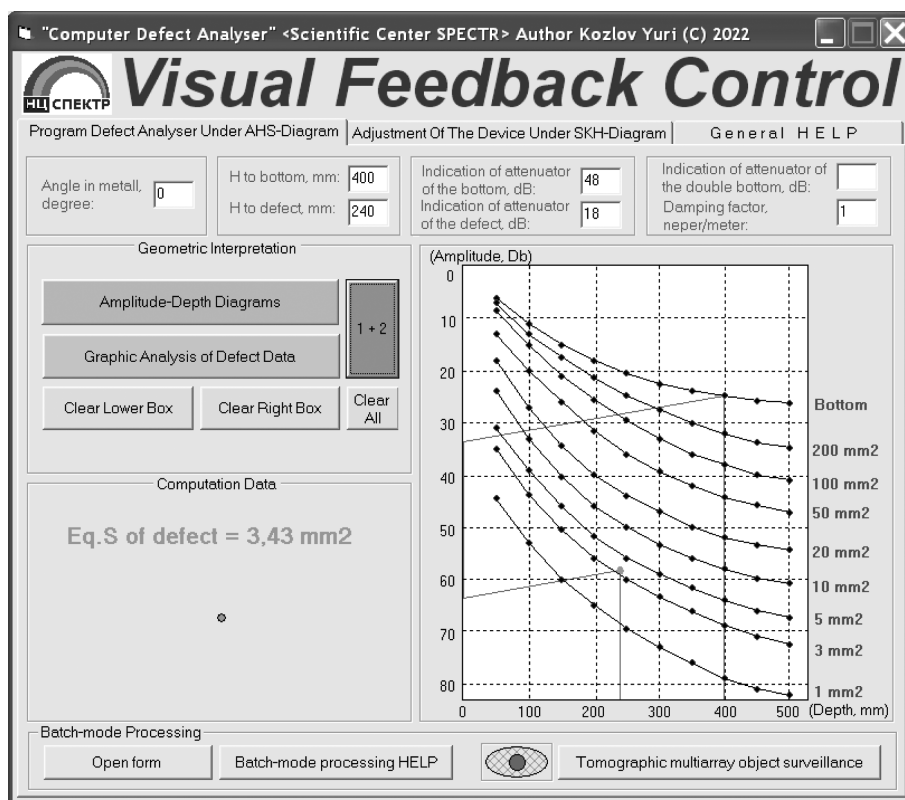 "Computer Defect Analyser" <Scientific Center SPECTR> Author Kozlov Yuri (C) 2022
НЦ СПЕКТР
Visual Feedback Control
Program Defect Analyser Under AHS-Diagram
Adjustment Of The Device Under SKH-Diagram
General HELP
Angle in metall,
degree:
0
H to bottom, mm: 400
H to defect, mm: 240
Indication of attenuator
of the bottom, dB: 48
Indication of attenuator
of the defect, dB: 18
Indication of attenuator of
the double bottom, dB:
Damping factor,
neper/meter: 1
Geometric Interpretation
Amplitude-Depth Diagrams
Graphic Analysis of Defect Data
1 + 2
Clear Lower Box
Clear Right Box
Clear
All
Computation Data
Eq.S of defect = 3,43 mm2
(Amplitude, Db)
0
10
20
30
40
50
60
70
80
Bottom
200 mm2
100 mm2
50 mm2
20 mm2
10 mm2
5 mm2
3 mm2
1 mm2
0 100 200 300 400 500 (Depth, mm)
Batch-mode Processing
Open form
Batch-mode processing HELP
Tomographic multiarray object surveillance